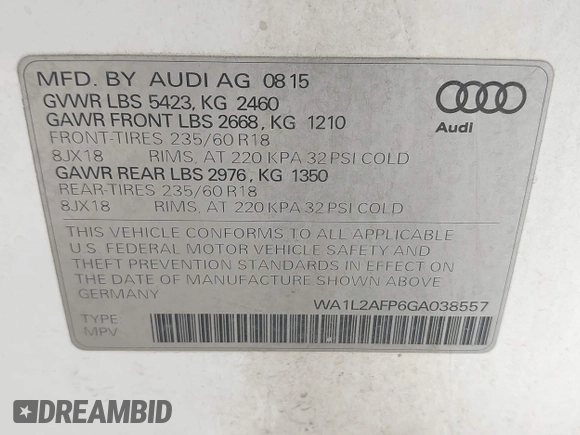 MFD. BY AUDI AG 08 15
GVWR LBS 5423, KG 2460
GAWR FRONT LBS 2668, KG 1210
FRONT-TIRES 235/60 R18
8JX18 RIMS, AT 220 KPA 32 PSI COLD
GAWR REAR LBS 2976, KG 1350
REAR-TIRES 235/60 R18
8JX18 RIMS, AT 220 KPA 32 PSI COLD
Audi
THIS VEHICLE CONFORMS TO ALL APPLICABLE
U.S. FEDERAL MOTOR VEHICLE SAFETY AND
THEFT PREVENTION STANDARDS IN EFFECT ON
THE DATE OF MANUFACTURE SHOWN ABOVE
GERMANY WA1L2AFP6GA038557
TYPE
MPV
DREAMBID